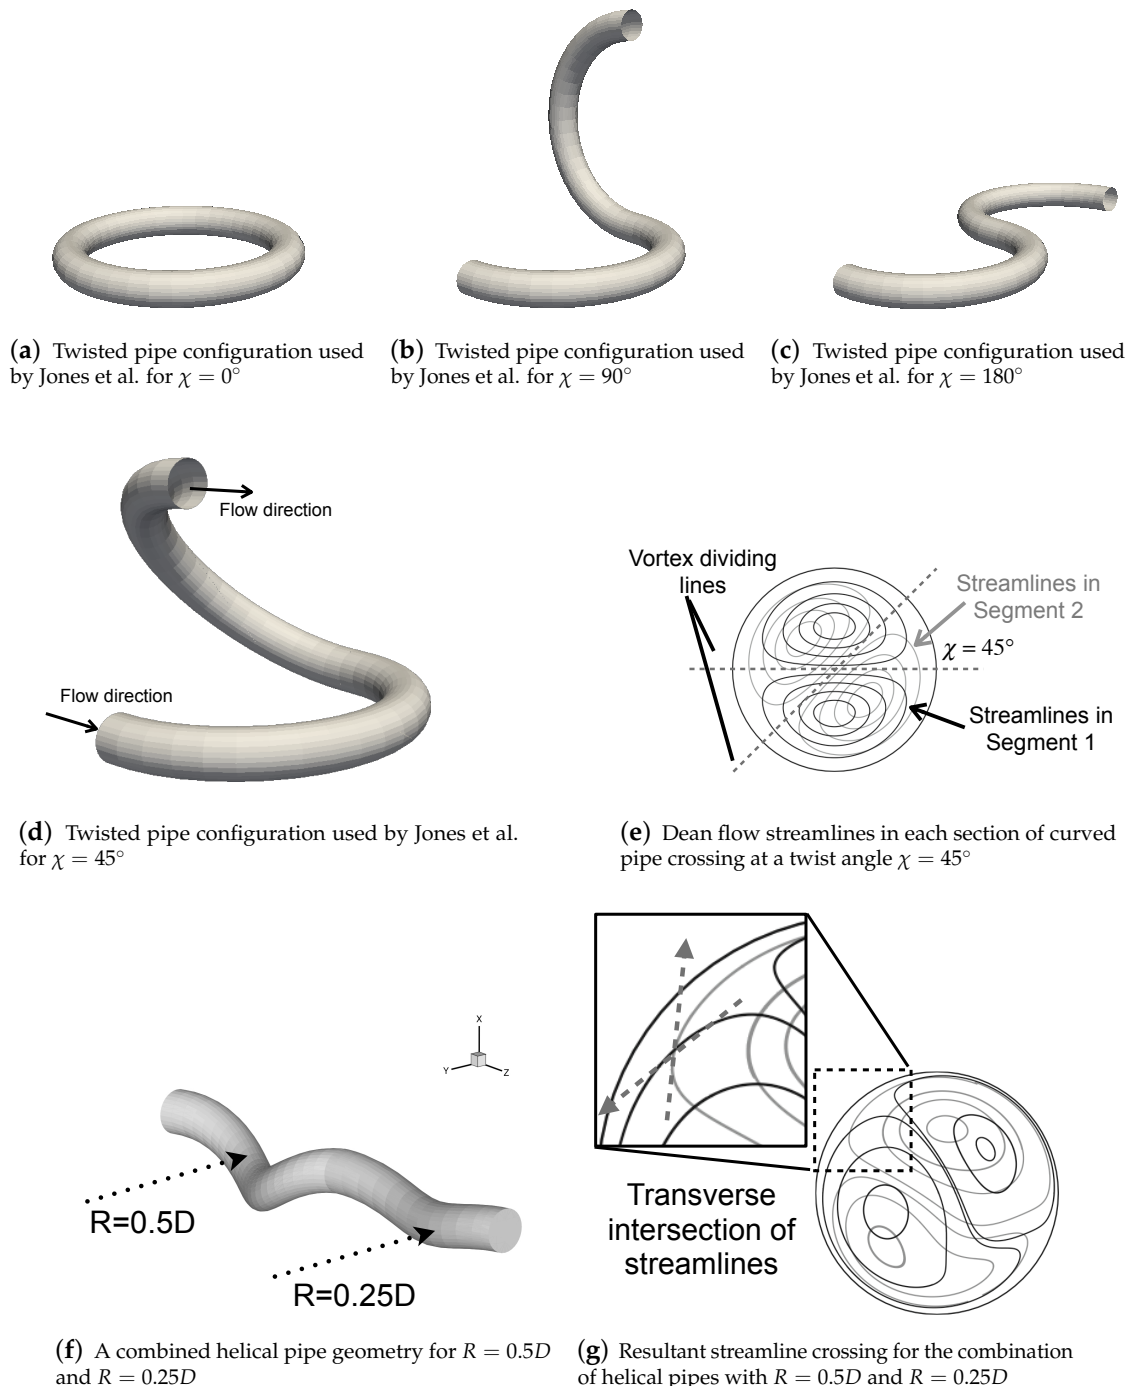 (a) Twisted pipe configuration used
by Jones et al. for χ = 0°
(b) Twisted pipe configuration used
by Jones et al. for χ = 90°
(c) Twisted pipe configuration used
by Jones et al. for χ = 180°
Flow direction
Flow direction
(d) Twisted pipe configuration used by Jones et al.
for χ = 45°
Vortex dividing
lines
Streamlines in
Segment 2
χ = 45°
Streamlines in
Segment 1
(e) Dean flow streamlines in each section of curved
pipe crossing at a twist angle χ = 45°
X
Y
Z
R=0.5D
R=0.25D
(f) A combined helical pipe geometry for R = 0.5D
and R = 0.25D
Transverse
intersection of
streamlines
(g) Resultant streamline crossing for the combination
of helical pipes with R = 0.5D and R = 0.25D